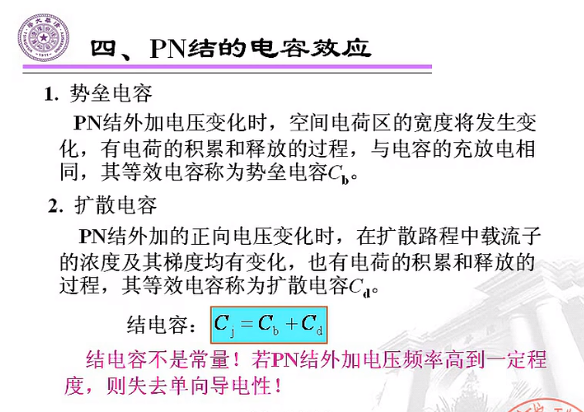 四、PN结的电容效应
1. 势垒电容
PN结外加电压变化时，空间电荷区的宽度将发生变
化，有电荷的积累和释放的过程，与电容的充放电相
同，其等效电容称为势垒电容Cb。
2. 扩散电容
PN结外加的正向电压变化时，在扩散路程中载流子
的浓度及其梯度均有变化，也有电荷的积累和释放的
过程，其等效电容称为扩散电容Cd。
结电容：Cj = Cb + Cd
结电容不是常量！若PN结外加电压频率高到一定程
度，则失去单向导电性！